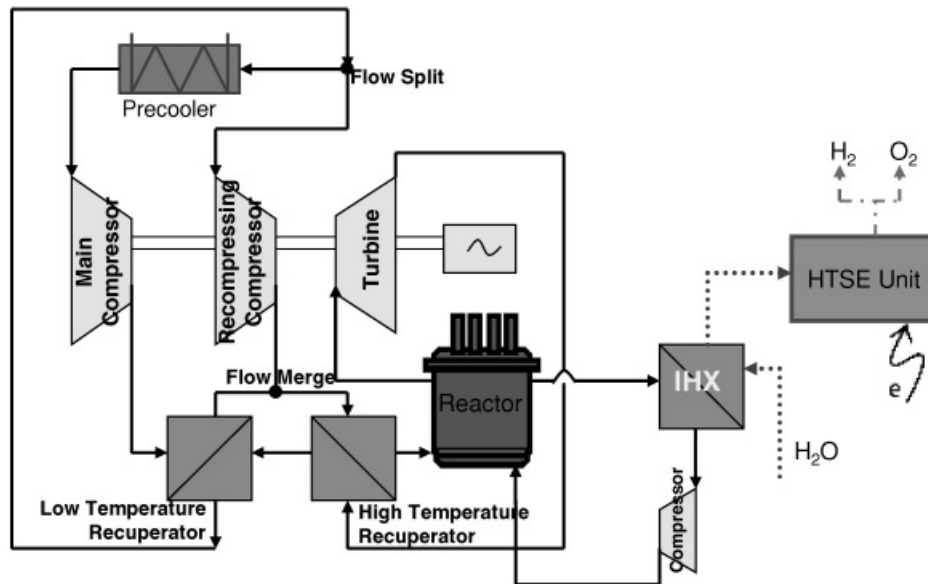 Flow Split
Precooler
H₂
O₂
Main
Compressor
Recompressing
Compressor
Turbine
HTSE Unit
Flow Merge
Reactor
IHX
e
H₂O
Low Temperature
Recuperator
High Temperature
Recuperator
Compressor